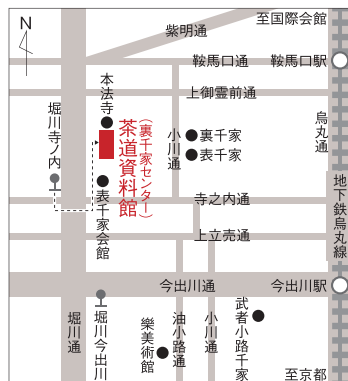 N
至国際会館
紫明通
鞍馬口通
鞍馬口駅
上御霊前通
烏丸通
本法寺
堀川寺ノ内
茶道資料館
(裏千家センター)
小川通
裏千家
表千家
表千家会館
寺之内通
上立売通
地下鉄烏丸線
今出川通
今出川駅
堀川通
堀川今出川
樂美術館
油小路通
小川通
武者小路千家
至京都